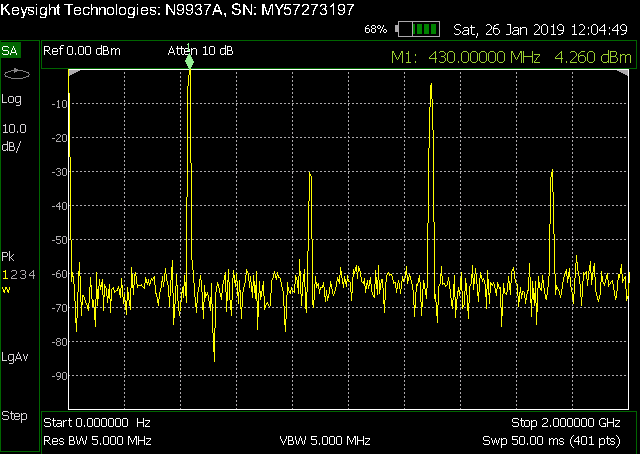 Keysight Technologies: N9937A, SN: MY57273197
68% Sat, 26 Jan 2019 12:04:49
SA Ref 0.00 dBm Atten 10 dB
M1: 430.00000 MHz 4.260 dBm
Log
10.0
dB/
-10
-20
-30
-40
-50
Pk
-60
1234
w
-70
-80
LgAv
-90
Step
Start 0.000000 Hz Stop 2.000000 GHz
Res BW 5.000 MHz VBW 5.000 MHz Swp 50.00 ms (401 pts)